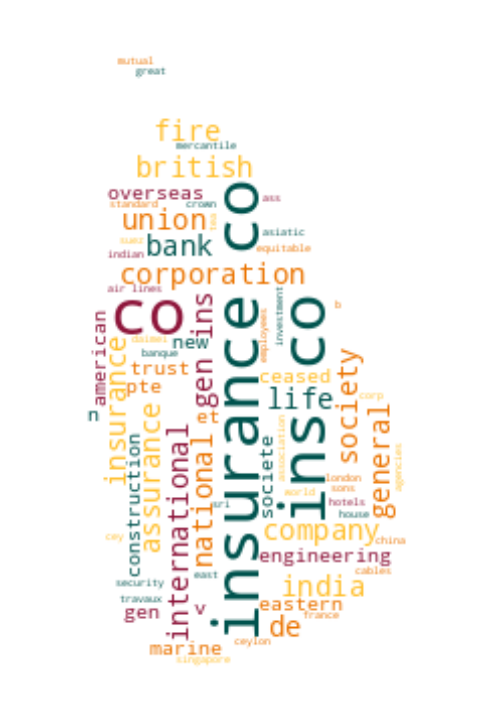 mutual
great
fire
mercantile
british
overseas
co
ass
standard
crown
union
tea
asiatic
suez
bank
equitable
indian
corporation
air lines
co
gen ins
insurance co
ins co
investment
b
american
insurance
daimei
new
employees
banque
trust
ceased
society
pte
life
corp
n
assurance
et
general
construction
international
national
societe
association
agencies
london
sons
world
hotels
sri
house
company
china
cey
engineering
east
cables
security
india
travaux
gen
v
eastern
france
de
ceylon
marine
singapore